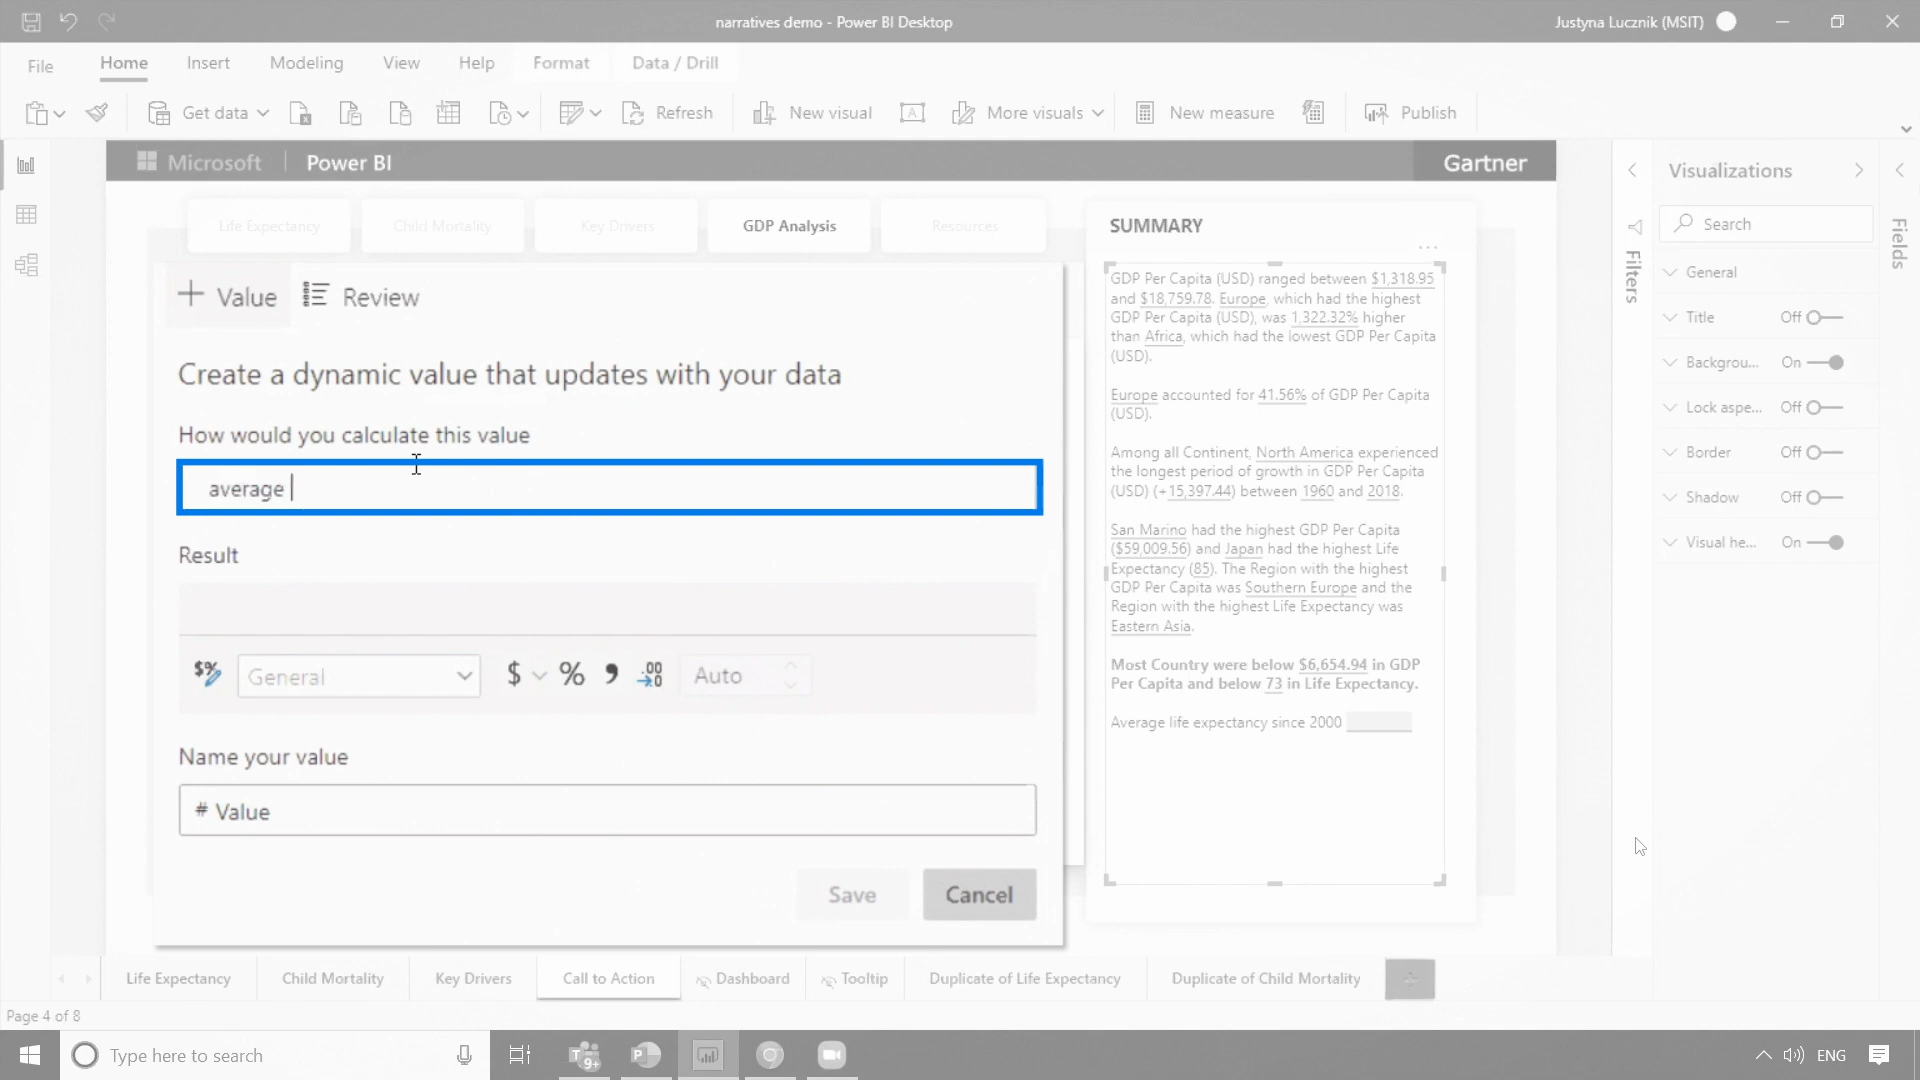 narratives demo - Power BI Desktop
Justyna Lucznik (MSIT)
File
Home
Insert
Modeling
View
Help
Format
Data / Drill
Get data
Refresh
New visual
More visuals
New measure
Publish
Microsoft
Power BI
Gartner
Life Expectancy
Child Mortality
Key Drivers
GDP Analysis
Resources
+ Value
Review
Create a dynamic value that updates with your data
How would you calculate this value
average
Result
General
$ % , .00 →0
Auto
Name your value
# Value
Save
Cancel
SUMMARY
...
GDP Per Capita (USD) ranged between $1,318.95
and $18,759.78. Europe, which had the highest
GDP Per Capita (USD), was 1,322.32% higher
than Africa, which had the lowest GDP Per Capita
(USD).
Europe accounted for 41.56% of GDP Per Capita
(USD).
Among all Continent, North America experienced
the longest period of growth in GDP Per Capita
(USD) (+15,397.44) between 1960 and 2018.
San Marino had the highest GDP Per Capita
($59,009.56) and Japan had the highest Life
Expectancy (85). The Region with the highest
GDP Per Capita was Southern Europe and the
Region with the highest Life Expectancy was
Eastern Asia.
Most Country were below $6,654.94 in GDP
Per Capita and below 73 in Life Expectancy.
Average life expectancy since 2000
Filters
Visualizations
Search
General
Title Off
Backgrou... On
Lock aspe... Off
Border Off
Shadow Off
Visual he... On
Fields
Life Expectancy
Child Mortality
Key Drivers
Call to Action
Dashboard
Tooltip
Duplicate of Life Expectancy
Duplicate of Child Mortality
+
Page 4 of 8
Type here to search
9+
ENG